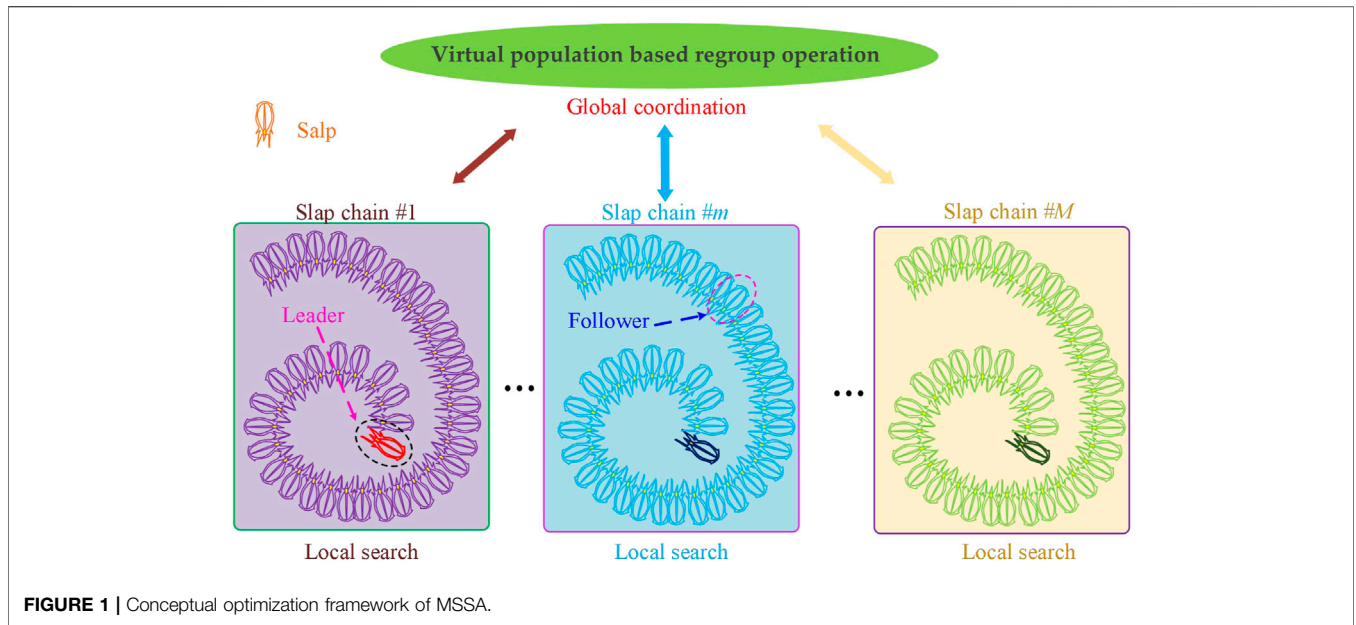 Virtual population based regroup operation
Global coordination
Salp
Slap chain #1
Slap chain #m
Slap chain #M
Leader
Follower
...
...
Local search
Local search
Local search
FIGURE 1 | Conceptual optimization framework of MSSA.